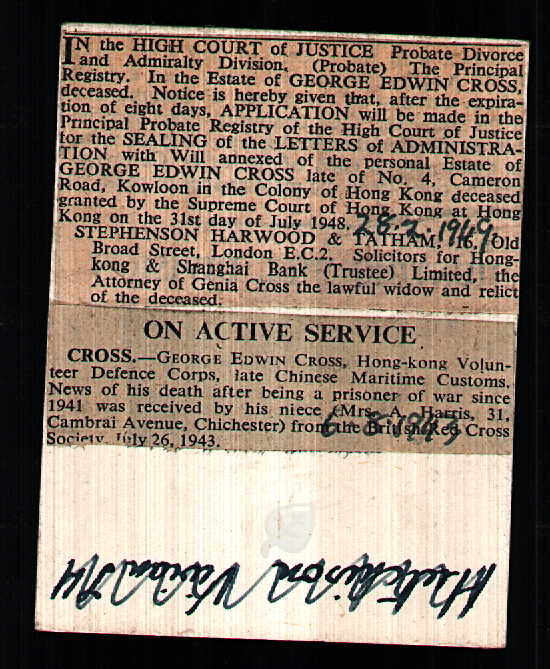 IN the HIGH COURT of JUSTICE Probate Divorce
and Admiralty Division. (Probate) The Principal
Registry. In the Estate of GEORGE EDWIN CROSS,
deceased. Notice is hereby given that, after the expira-
tion of eight days, APPLICATION will be made in the
Principal Probate Registry of the High Court of Justice
for the SEALING of the LETTERS of ADMINISTRA-
TION with Will annexed of the personal Estate of
GEORGE EDWIN CROSS late of No. 4, Cameron
Road, Kowloon in the Colony of Hong Kong deceased
granted by the Supreme Court of Hong Kong at Hong
Kong on the 31st day of July 1948.
28.2.1949
STEPHENSON HARWOOD & TATHAM, 16, Old
Broad Street, London E.C.2, Solicitors for Hong-
kong & Shanghai Bank (Trustee) Limited, the
Attorney of Genia Cross the lawful widow and relict
of the deceased.
ON ACTIVE SERVICE
CROSS.—GEORGE EDWIN CROSS, Hong-kong Volun-
teer Defence Corps, late Chinese Maritime Customs.
News of his death after being a prisoner of war since
1941 was received by his niece (Mrs. A. Harris, 31,
Cambrai Avenue, Chichester) from the British Red Cross
6-8-1943
Society, July 26, 1943.